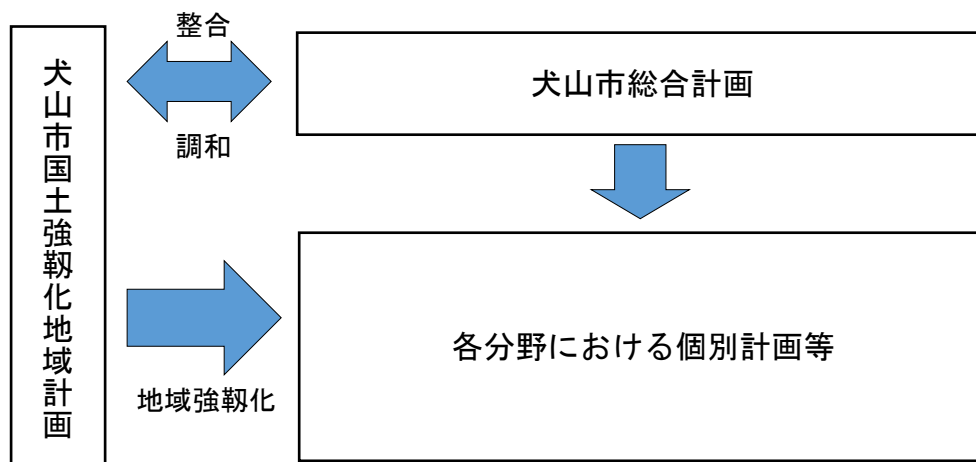 犬山市国土強靱化地域計画
整合
調和
犬山市総合計画
地域強靱化
各分野における個別計画等